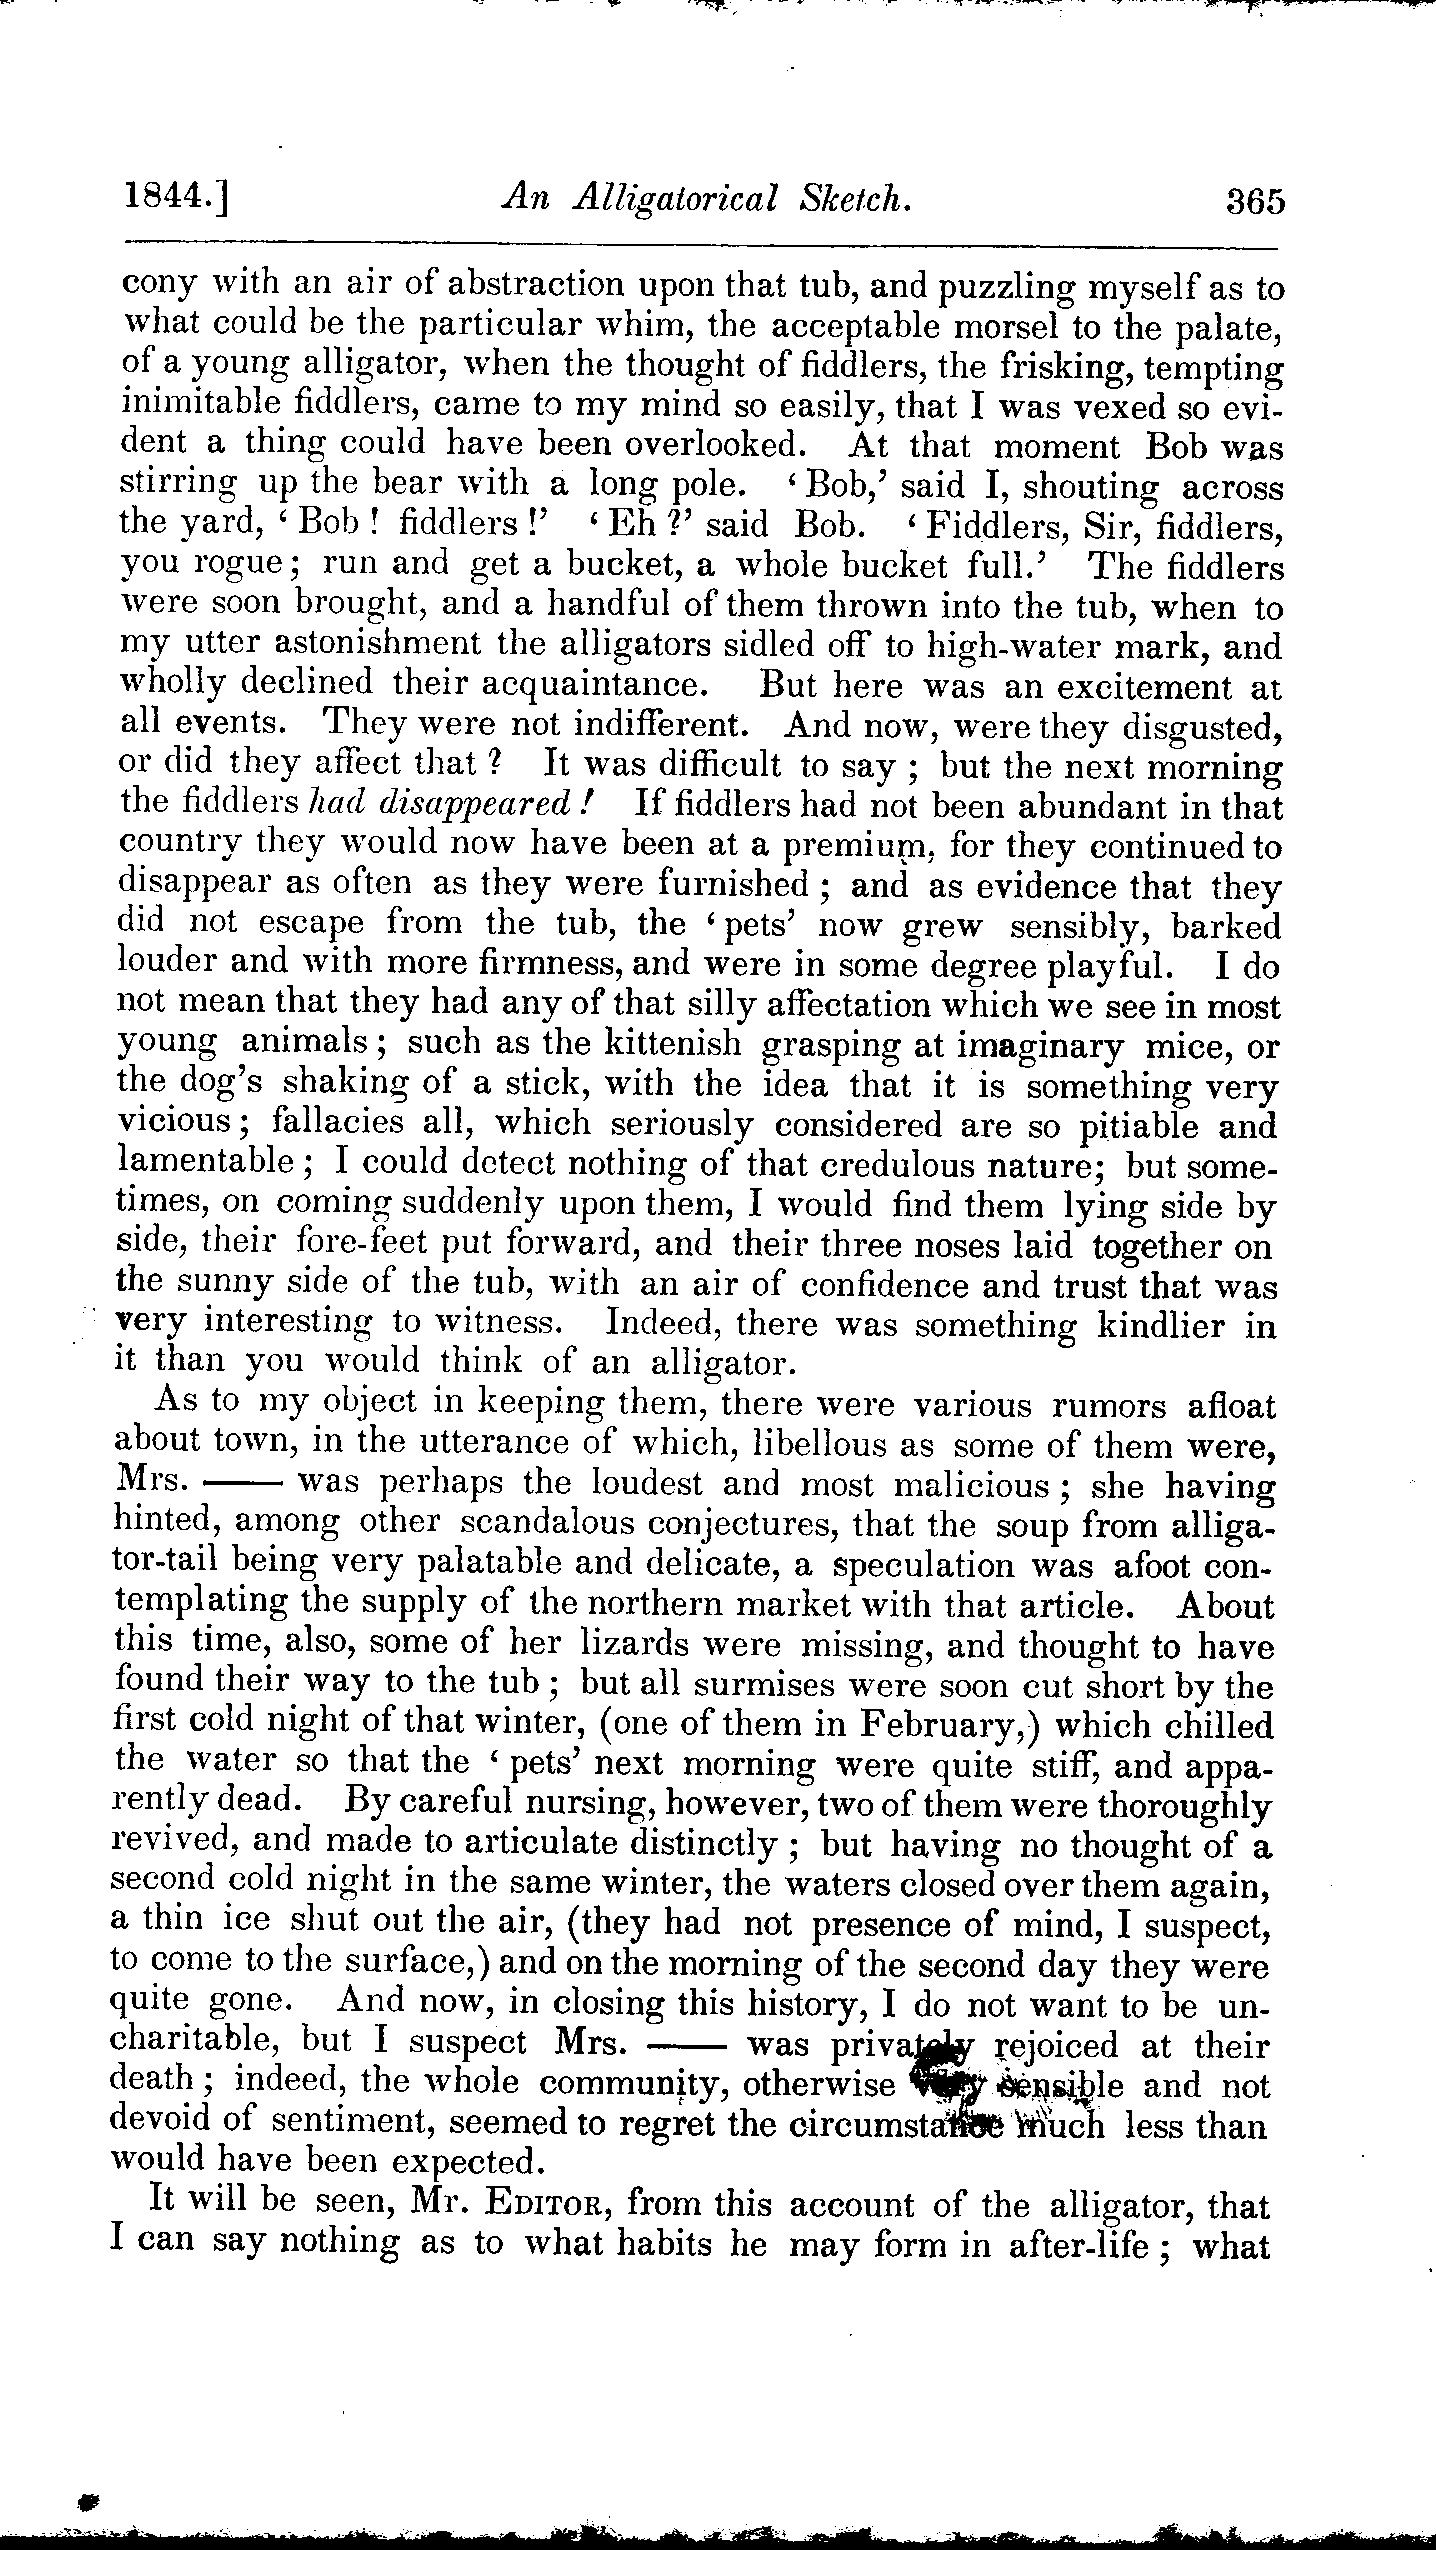 1844.] An Alligatorical Sketch. 365
cony with an air of abstraction upon that tub, and puzzling myself as to
what could be the particular whim, the acceptable morsel to the palate,
of a young alligator, when the thought of fiddlers, the frisking, tempting
inimitable fiddlers, came to my mind so easily, that I was vexed so evi-
dent a thing could have been overlooked. At that moment Bob was
stirring up the bear with a long pole. ‘Bob,’ said I, shouting across
the yard, ‘Bob! fiddlers!’ ‘Eh?’ said Bob. ‘Fiddlers, Sir, fiddlers,
you rogue; run and get a bucket, a whole bucket full.’ The fiddlers
were soon brought, and a handful of them thrown into the tub, when to
my utter astonishment the alligators sidled off to high-water mark, and
wholly declined their acquaintance. But here was an excitement at
all events. They were not indifferent. And now, were they disgusted,
or did they affect that? It was difficult to say; but the next morning
the fiddlers had disappeared! If fiddlers had not been abundant in that
country they would now have been at a premium, for they continued to
disappear as often as they were furnished; and as evidence that they
did not escape from the tub, the ‘pets’ now grew sensibly, barked
louder and with more firmness, and were in some degree playful. I do
not mean that they had any of that silly affectation which we see in most
young animals; such as the kittenish grasping at imaginary mice, or
the dog's shaking of a stick, with the idea that it is something very
vicious; fallacies all, which seriously considered are so pitiable and
lamentable; I could detect nothing of that credulous nature; but some-
times, on coming suddenly upon them, I would find them lying side by
side, their fore-feet put forward, and their three noses laid together on
the sunny side of the tub, with an air of confidence and trust that was
very interesting to witness. Indeed, there was something kindlier in
it than you would think of an alligator.
As to my object in keeping them, there were various rumors afloat
about town, in the utterance of which, libellous as some of them were,
Mrs. —— was perhaps the loudest and most malicious; she having
hinted, among other scandalous conjectures, that the soup from alliga-
tor-tail being very palatable and delicate, a speculation was afoot con-
templating the supply of the northern market with that article. About
this time, also, some of her lizards were missing, and thought to have
found their way to the tub; but all surmises were soon cut short by the
first cold night of that winter, (one of them in February,) which chilled
the water so that the ‘pets’ next morning were quite stiff, and appa-
rently dead. By careful nursing, however, two of them were thoroughly
revived, and made to articulate distinctly; but having no thought of a
second cold night in the same winter, the waters closed over them again,
a thin ice shut out the air, (they had not presence of mind, I suspect,
to come to the surface,) and on the morning of the second day they were
quite gone. And now, in closing this history, I do not want to be un-
charitable, but I suspect Mrs. —— was privately rejoiced at their
death; indeed, the whole community, otherwise very sensible and not
devoid of sentiment, seemed to regret the circumstance much less than
would have been expected.
It will be seen, Mr. EDITOR, from this account of the alligator, that
I can say nothing as to what habits he may form in after-life; what